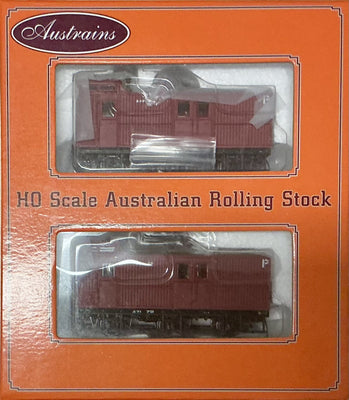 Austrains
HO Scale Australian Rolling Stock